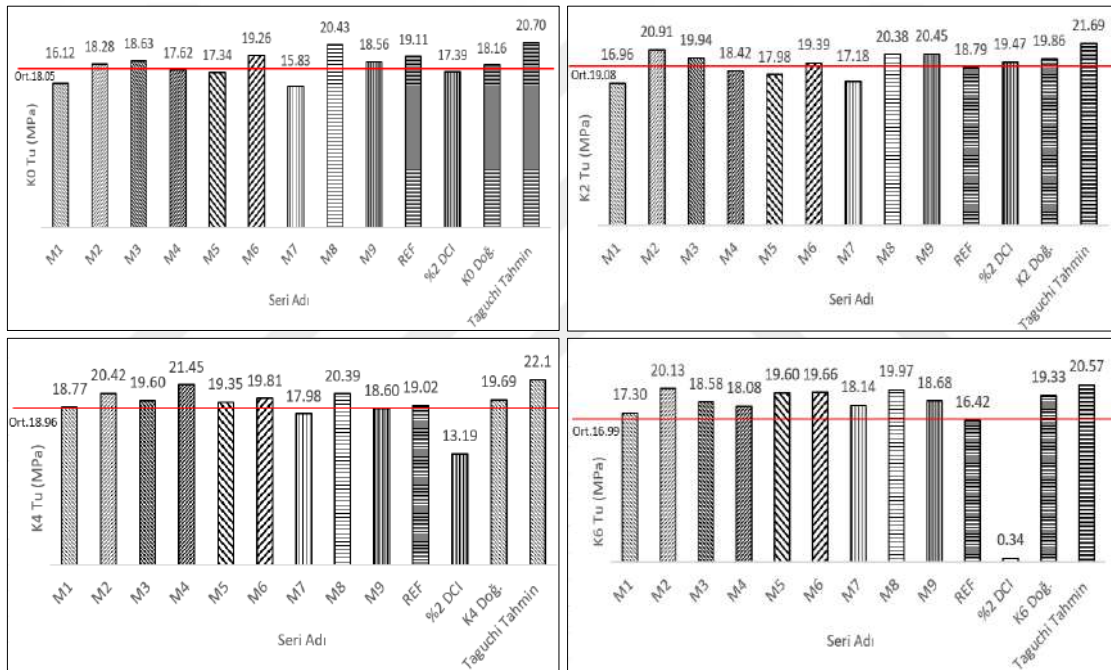 16.12 18.28 18.63 17.62 17.34 19.26 15.83 20.43 18.56 19.11 17.39 18.16 20.70
Ort.18.05
K0 Tu (MPa)
M1 M2 M3 M4 M5 M6 M7 M8 M9 REF %2 DCI K0 Doğ. Taguchi Tahmin
Seri Adı
16.96 20.91 19.94 18.42 17.98 19.39 17.18 20.38 20.45 18.79 19.47 19.86 21.69
Ort.19.08
K2 Tu (MPa)
M1 M2 M3 M4 M5 M6 M7 M8 M9 REF %2 DCI K2 Doğ. Taguchi Tahmin
Seri Adı
18.77 20.42 19.60 21.45 19.35 19.81 17.98 20.39 18.60 19.02 13.19 19.69 22.1
Ort.18.96
K4 Tu (MPa)
M1 M2 M3 M4 M5 M6 M7 M8 M9 REF %2 DCI K4 Doğ. Taguchi Tahmin
Seri Adı
17.30 20.13 18.58 18.08 19.60 19.66 18.14 19.97 18.68 16.42 0.34 19.33 20.57
Ort.16.99
K6 Tu (MPa)
M1 M2 M3 M4 M5 M6 M7 M8 M9 REF %2 DCI K6 Doğ. Taguchi Tahmin
Seri Adı